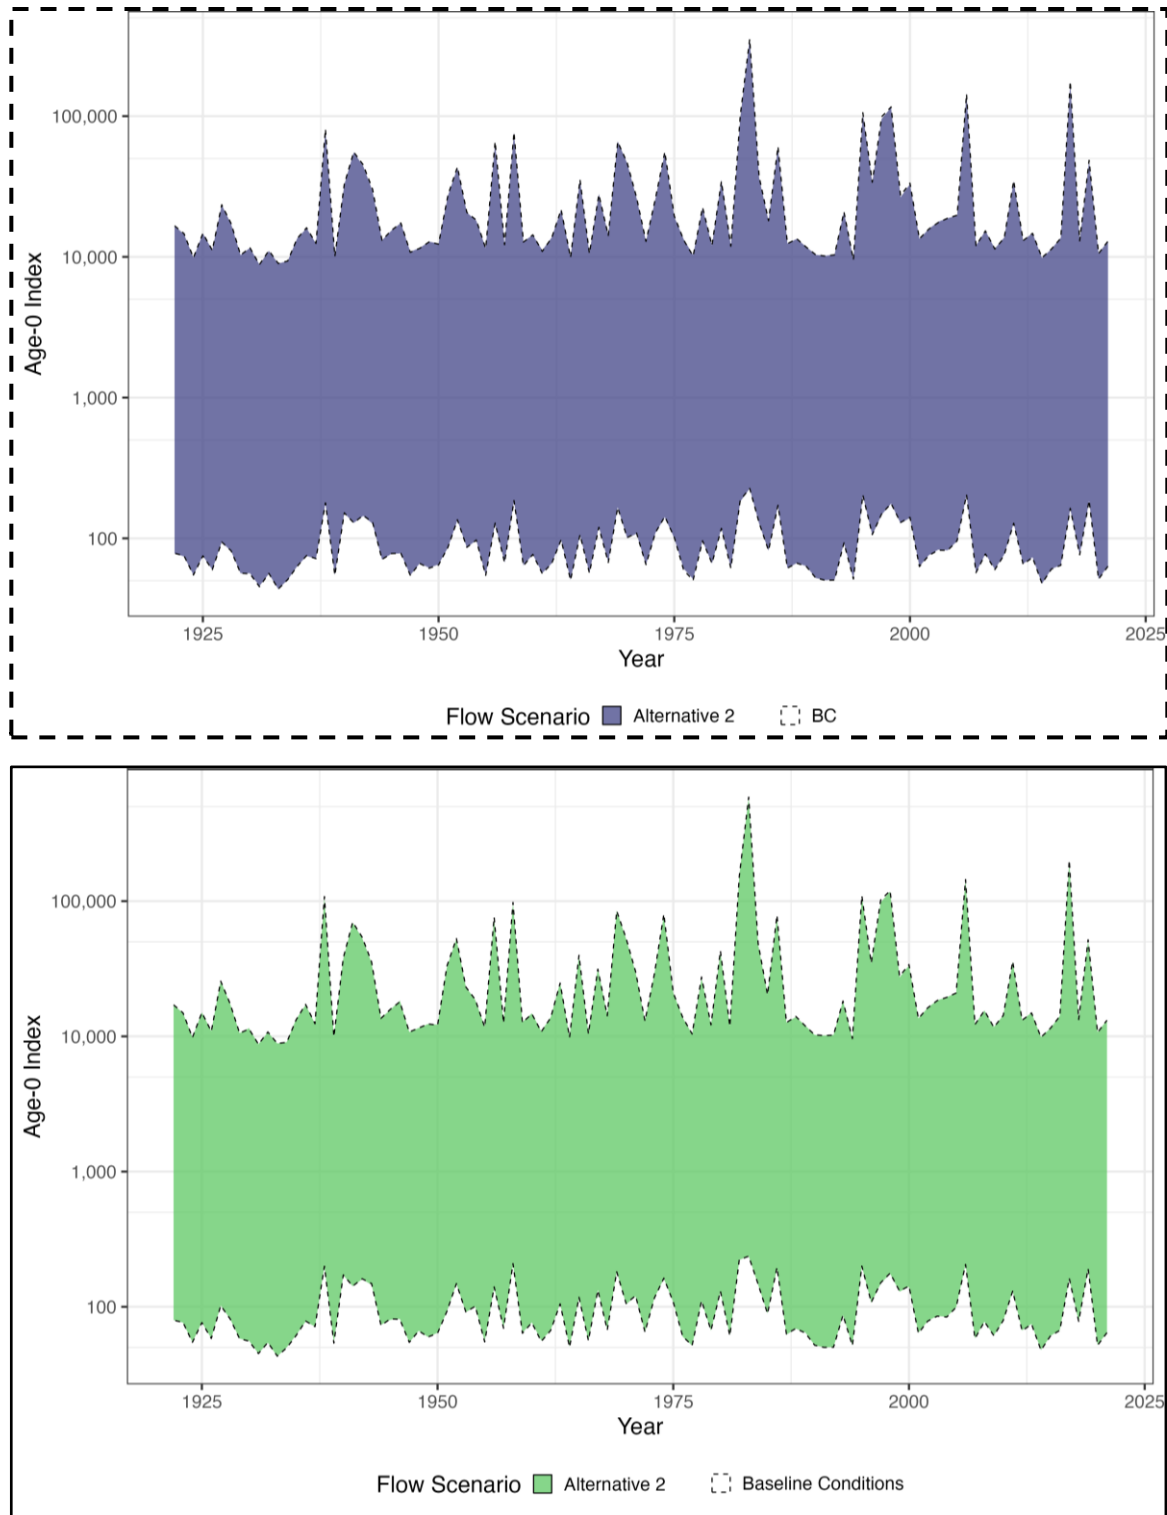 100,000
10,000
1,000
100
Age-0 Index
1925 1950 1975 2000 2025
Year
Flow Scenario Alternative 2 BC
100,000
10,000
1,000
100
Age-0 Index
1925 1950 1975 2000 2025
Year
Flow Scenario Alternative 2 Baseline Conditions